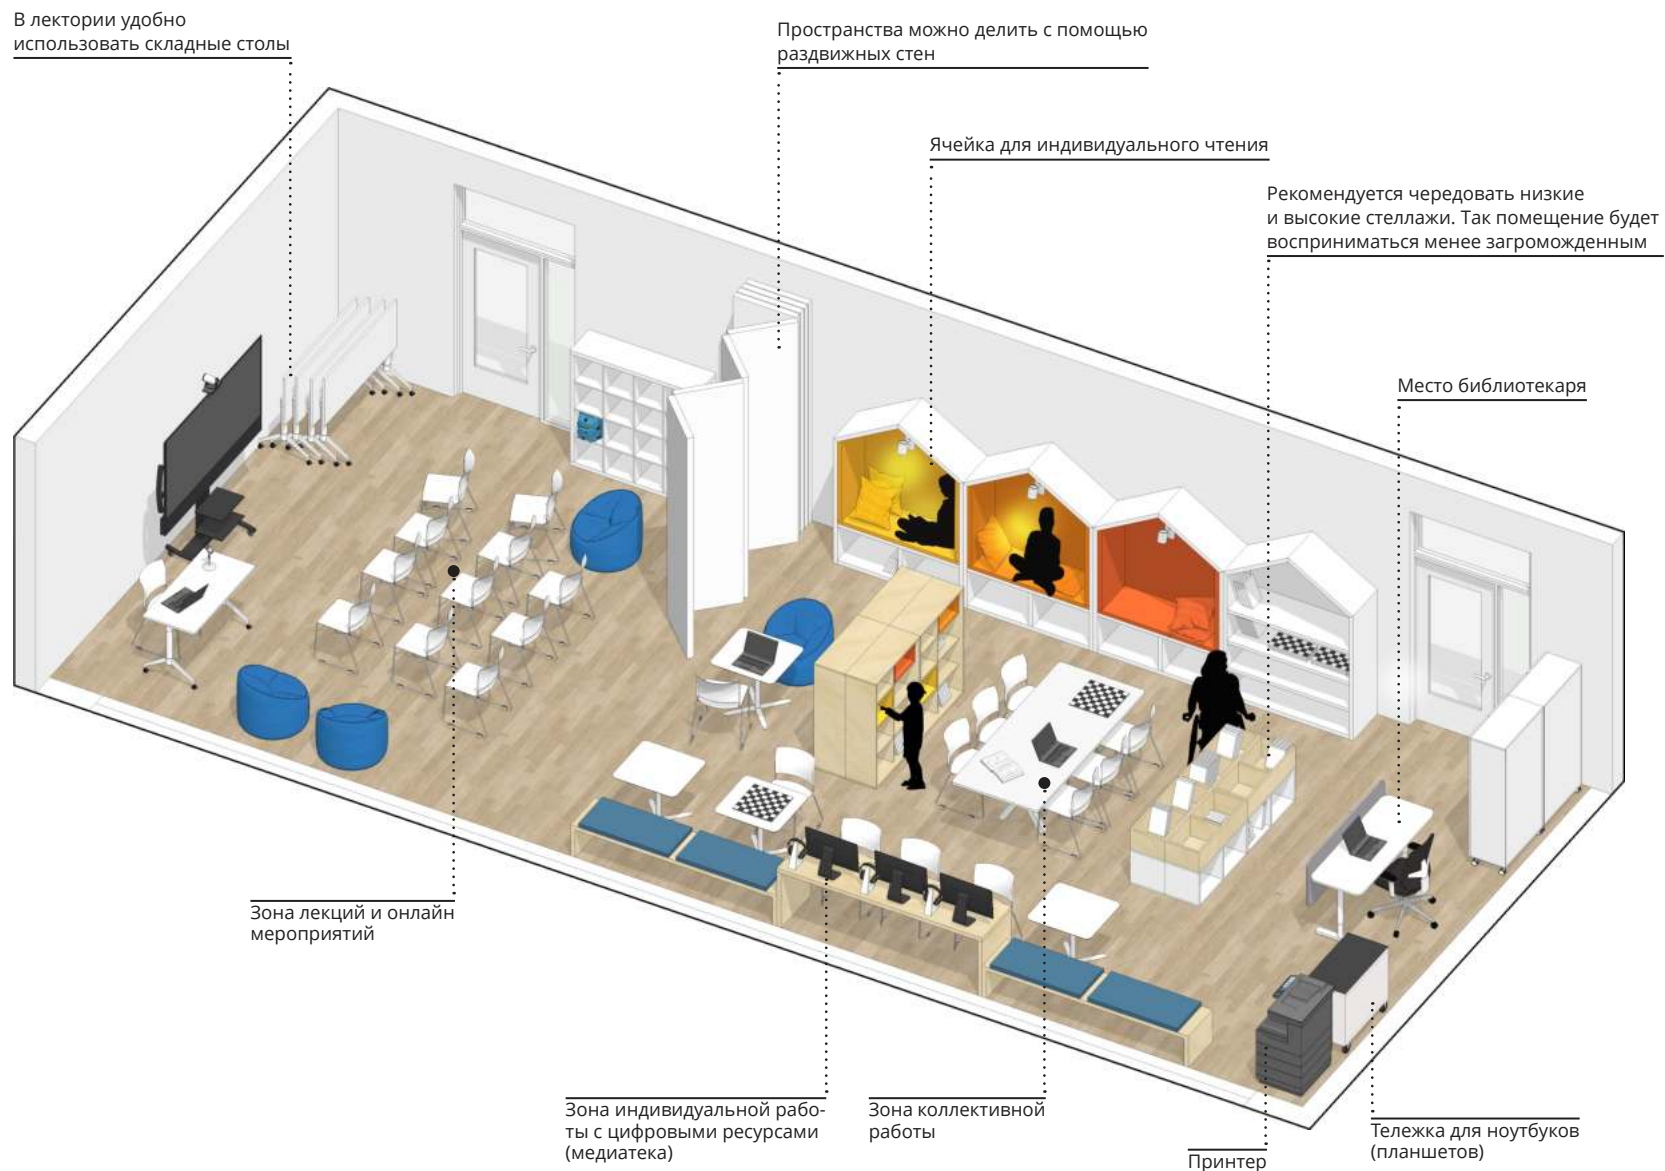 В лектории удобно
использовать складные столы
Пространства можно делить с помощью
раздвижных стен
Ячейка для индивидуального чтения
Рекомендуется чередовать низкие
и высокие стеллажи. Так помещение будет
восприниматься менее загроможденным
Место библиотекаря
Зона лекций и онлайн
мероприятий
Зона индивидуальной рабо-
ты с цифровыми ресурсами
(медиатека)
Зона коллективной
работы
Принтер
Тележка для ноутбуков
(планшетов)